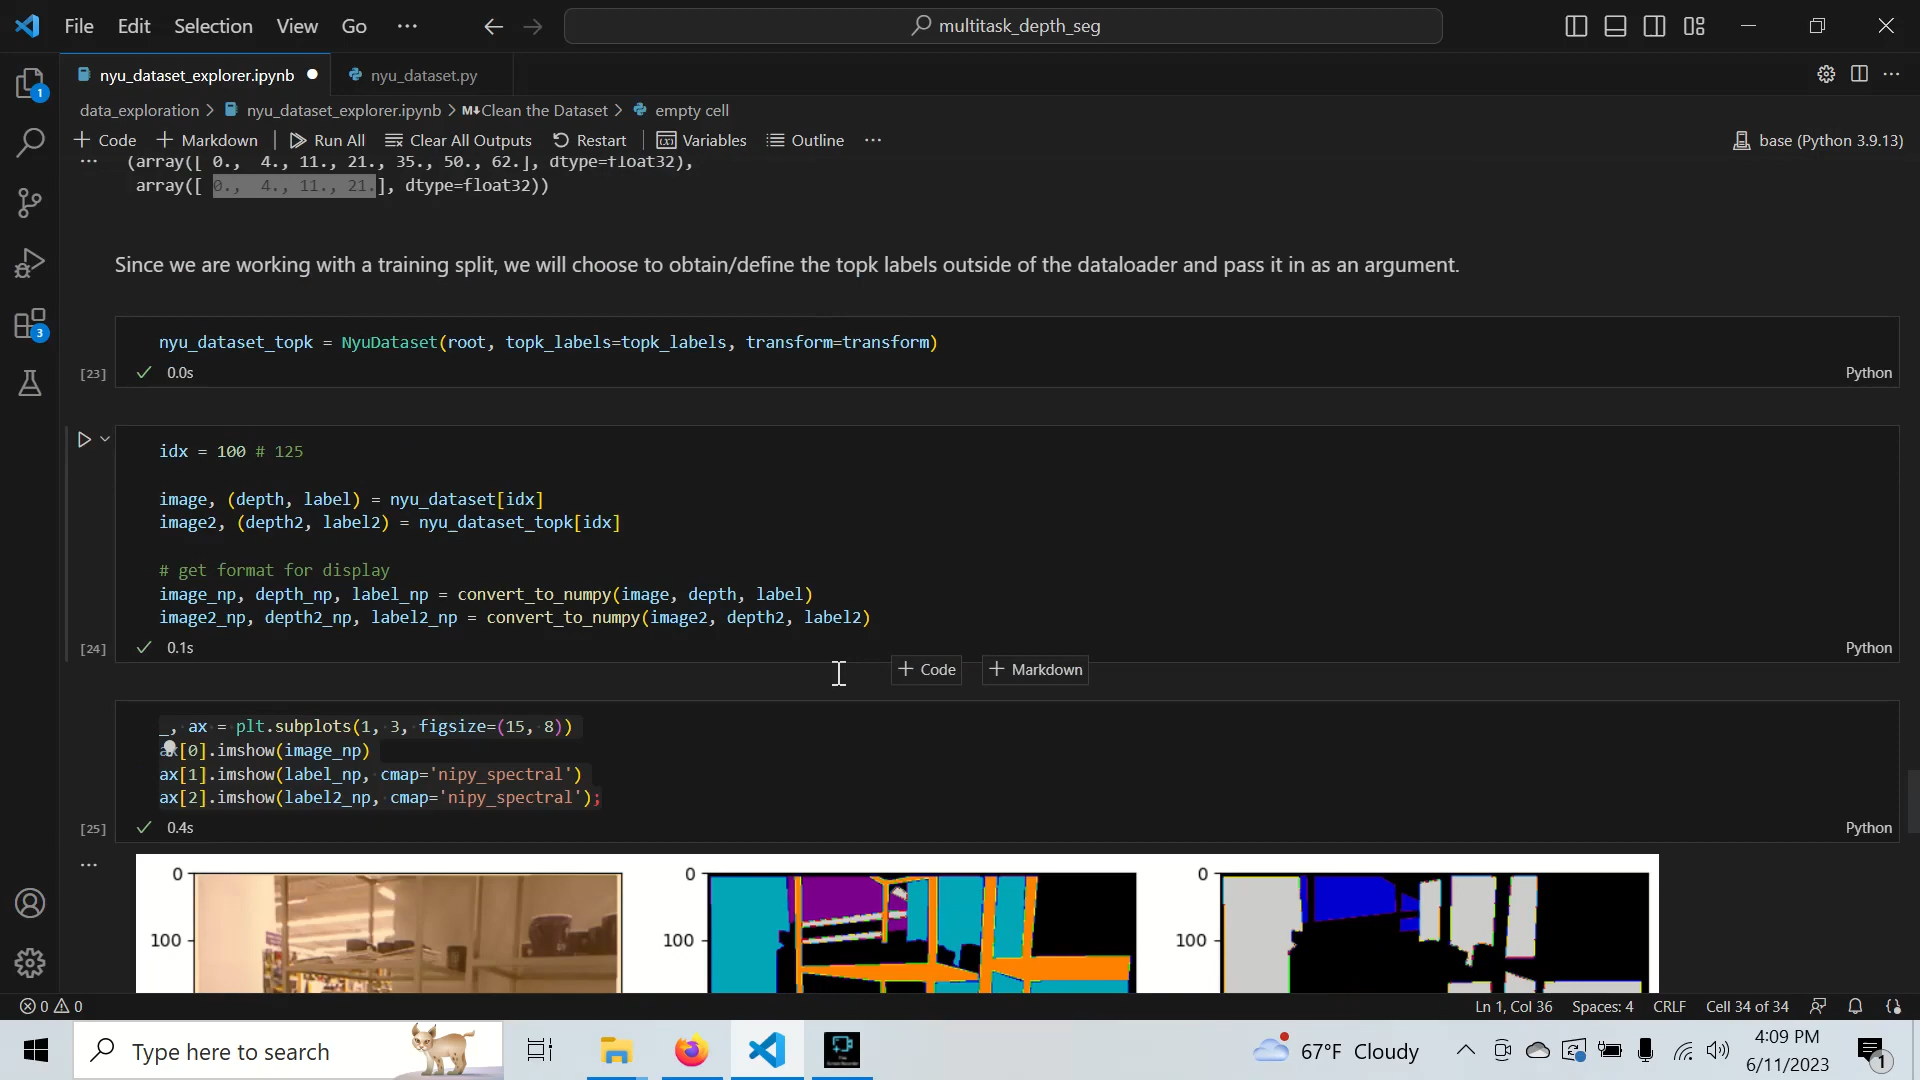 File Edit Selection View Go ···
multitask_depth_seg
nyu_dataset_explorer.ipynb
nyu_dataset.py
1
data_exploration > nyu_dataset_explorer.ipynb > M↓Clean the Dataset > empty cell
+ Code + Markdown Run All Clear All Outputs Restart Variables Outline ···
base (Python 3.9.13)
(array([ 0., 4., 11., 21., 35., 50., 62.], dtype=float32),
array([ 0., 4., 11., 21.], dtype=float32))
Since we are working with a training split, we will choose to obtain/define the topk labels outside of the dataloader and pass it in as an argument.
3
nyu_dataset_topk = NyuDataset(root, topk_labels=topk_labels, transform=transform)
[23] ✓ 0.0s Python
idx = 100 # 125
image, (depth, label) = nyu_dataset[idx]
image2, (depth2, label2) = nyu_dataset_topk[idx]
# get format for display
image_np, depth_np, label_np = convert_to_numpy(image, depth, label)
image2_np, depth2_np, label2_np = convert_to_numpy(image2, depth2, label2)
[24] ✓ 0.1s Python
+ Code + Markdown
_, ax = plt.subplots(1, 3, figsize=(15, 8))
ax[0].imshow(image_np)
ax[1].imshow(label_np, cmap='nipy_spectral')
ax[2].imshow(label2_np, cmap='nipy_spectral');
[25] ✓ 0.4s Python
0 0 0
100 100 100
0 0
Ln 1, Col 36 Spaces: 4 CRLF Cell 34 of 34
Type here to search
67°F Cloudy
4:09 PM
6/11/2023
1